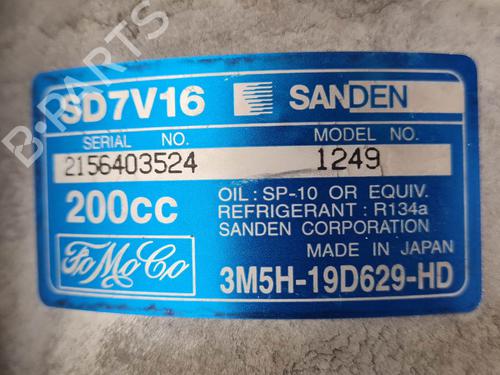 SD7V16 SANDEN
SERIAL NO. MODEL NO.
2156403524 1249
200cc
OIL : SP-10 OR EQUIV.
REFRIGERANT : R134a
SANDEN CORPORATION
MADE IN JAPAN
FoMoCo
3M5H-19D629-HD
B-PARTS